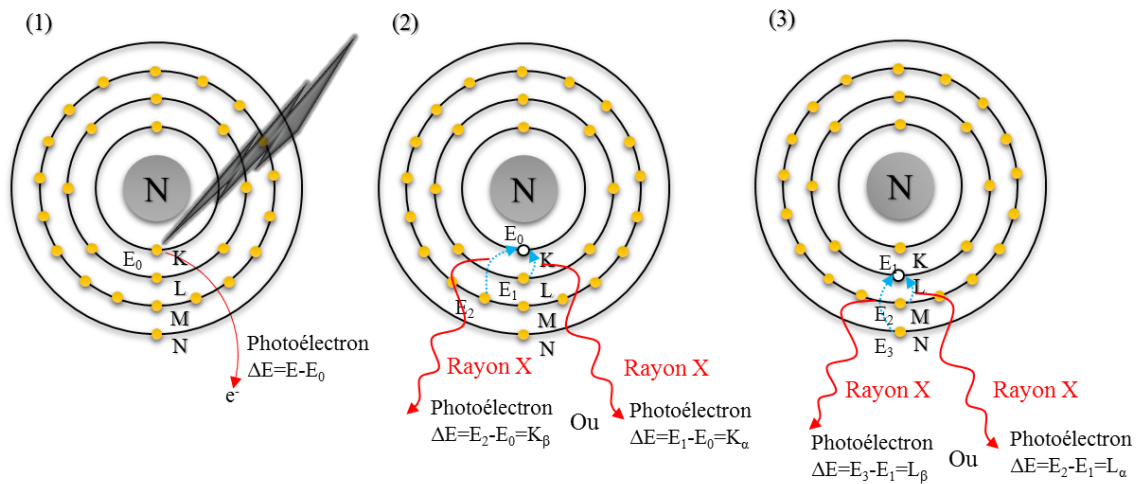 (1)
N
E₀
K
L
M
N
Photoélectron
ΔE=E-E₀
e⁻
(2)
N
E₀
K
E₁
L
E₂
M
N
Rayon X
Rayon X
Photoélectron
ΔE=E₂-E₀=Kᵦ
Ou
Photoélectron
ΔE=E₁-E₀=Kα
(3)
N
K
E₁
L
E₂
M
E₃
N
Rayon X
Rayon X
Photoélectron
ΔE=E₃-E₁=Lᵦ
Ou
Photoélectron
ΔE=E₂-E₁=Lα